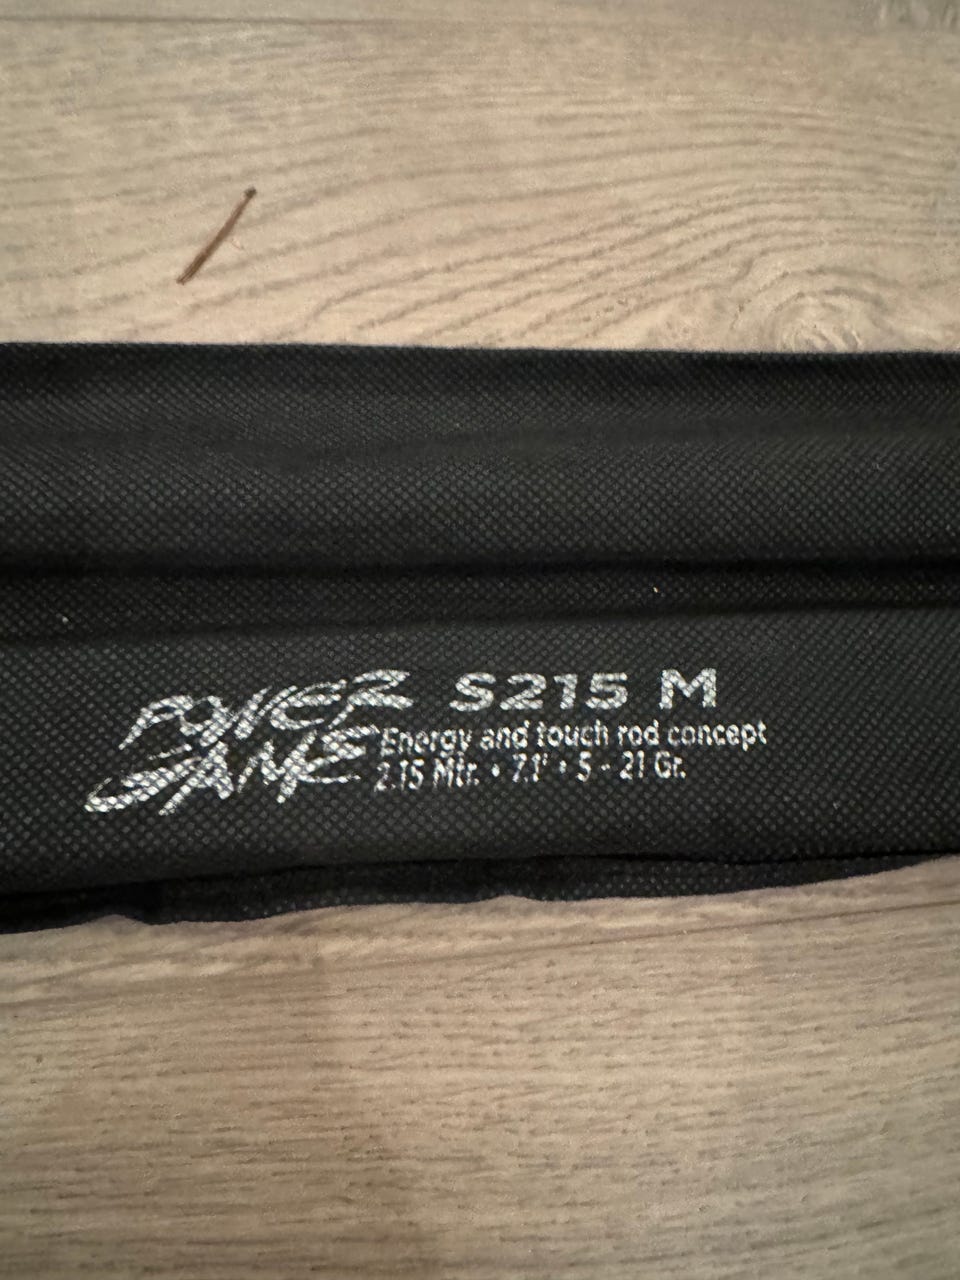 POWER
GAME
S215 M
Energy and touch rod concept
2.15 Mtr. • 7.1' • 5 - 21 Gr.